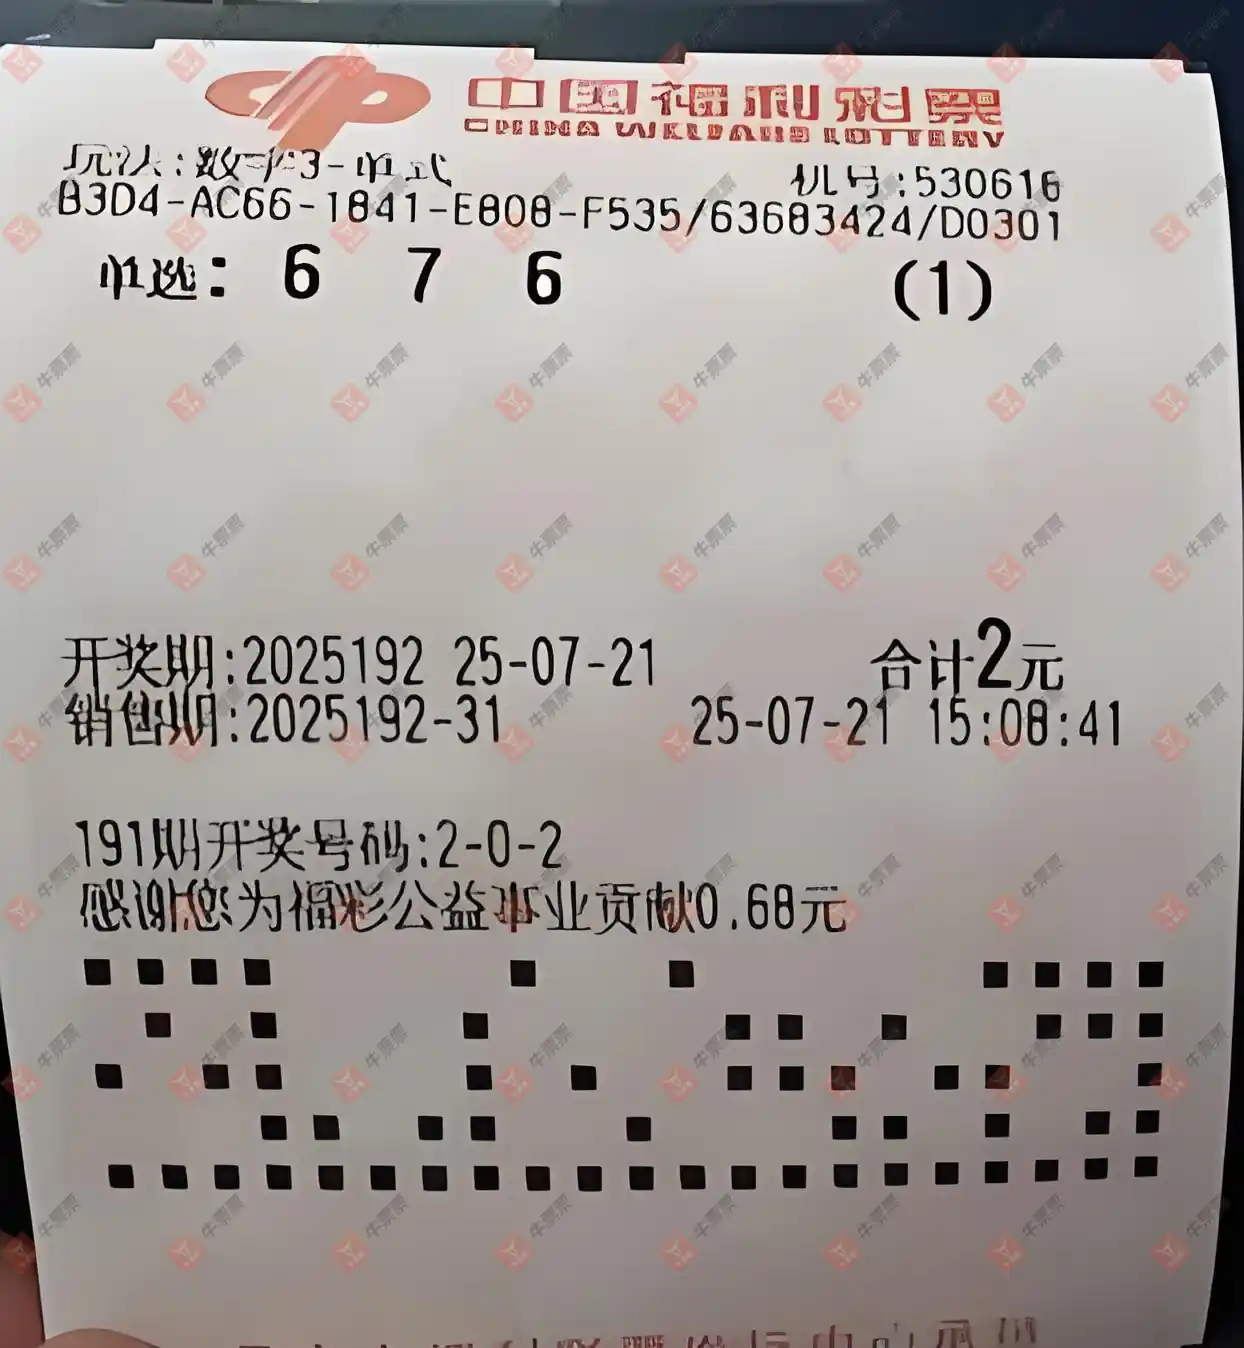 中国福利彩票
CHINA WELFARE LOTTERY
玩法:数字3-单式 机号:530616
B3D4-AC66-1841-E808-F535/63683424/D0301
单选: 6 7 6 (1)
开奖期:2025192 25-07-21 合计2元
销售期:2025192-31 25-07-21 15:08:41
191期开奖号码:2-0-2
感谢您为福彩公益事业贡献0.68元
牛票票